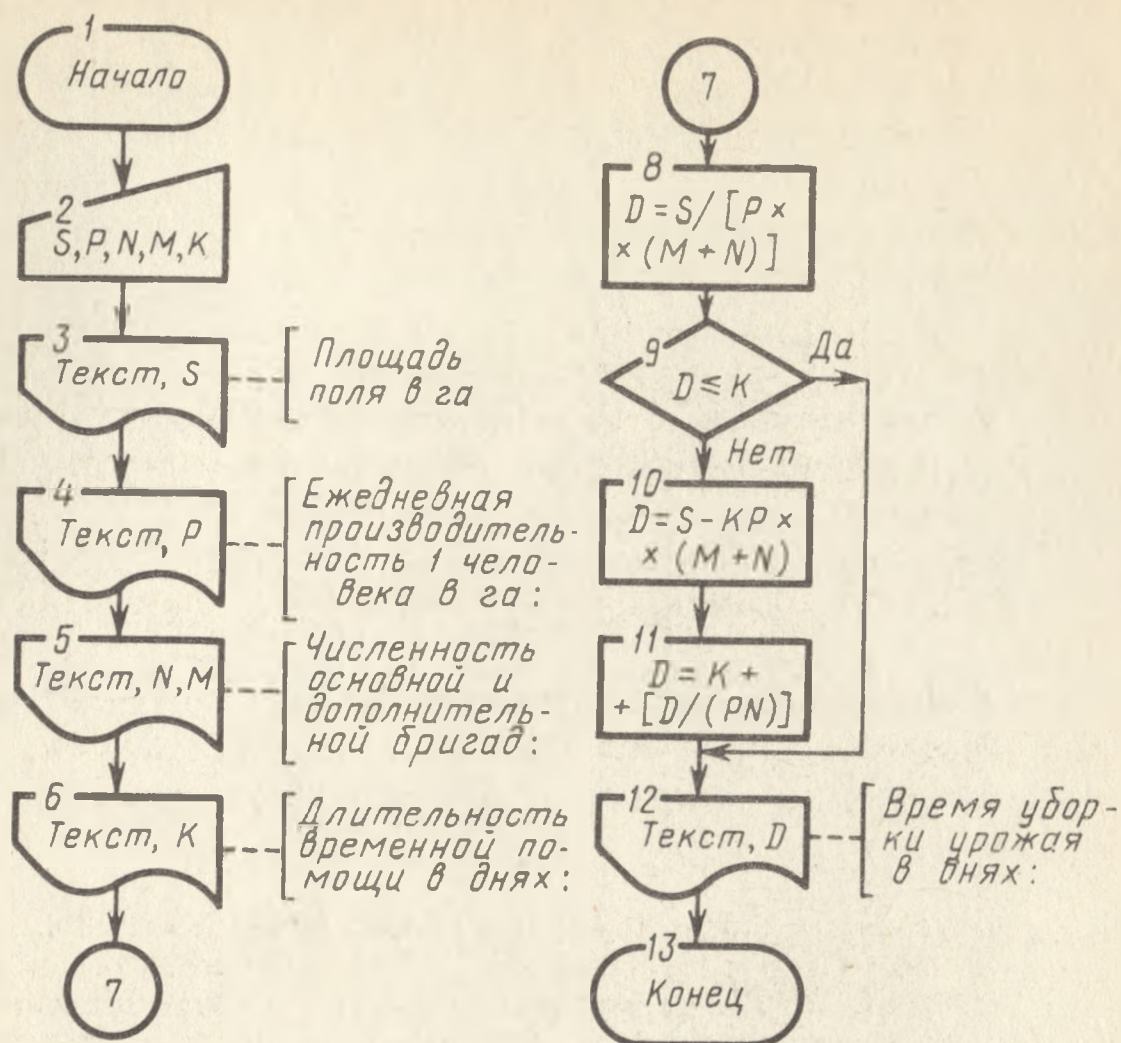 1
Начало
2
S, P, N, M, K
3
Текст, S
Площадь
поля в га
4
Текст, P
Ежедневная
производитель-
ность 1 чело-
века в га:
5
Текст, N, M
Численность
основной и
дополнитель-
ной бригад:
6
Текст, K
Длительность
временной по-
мощи в днях:
7
7
8
D = S / [P ×
× (M + N)]
9
D ≤ K
Да
Нет
10
D = S - KP ×
× (M + N)
11
D = K +
+ [D/(PN)]
12
Текст, D
Время убор-
ки урожая
в днях:
13
Конец